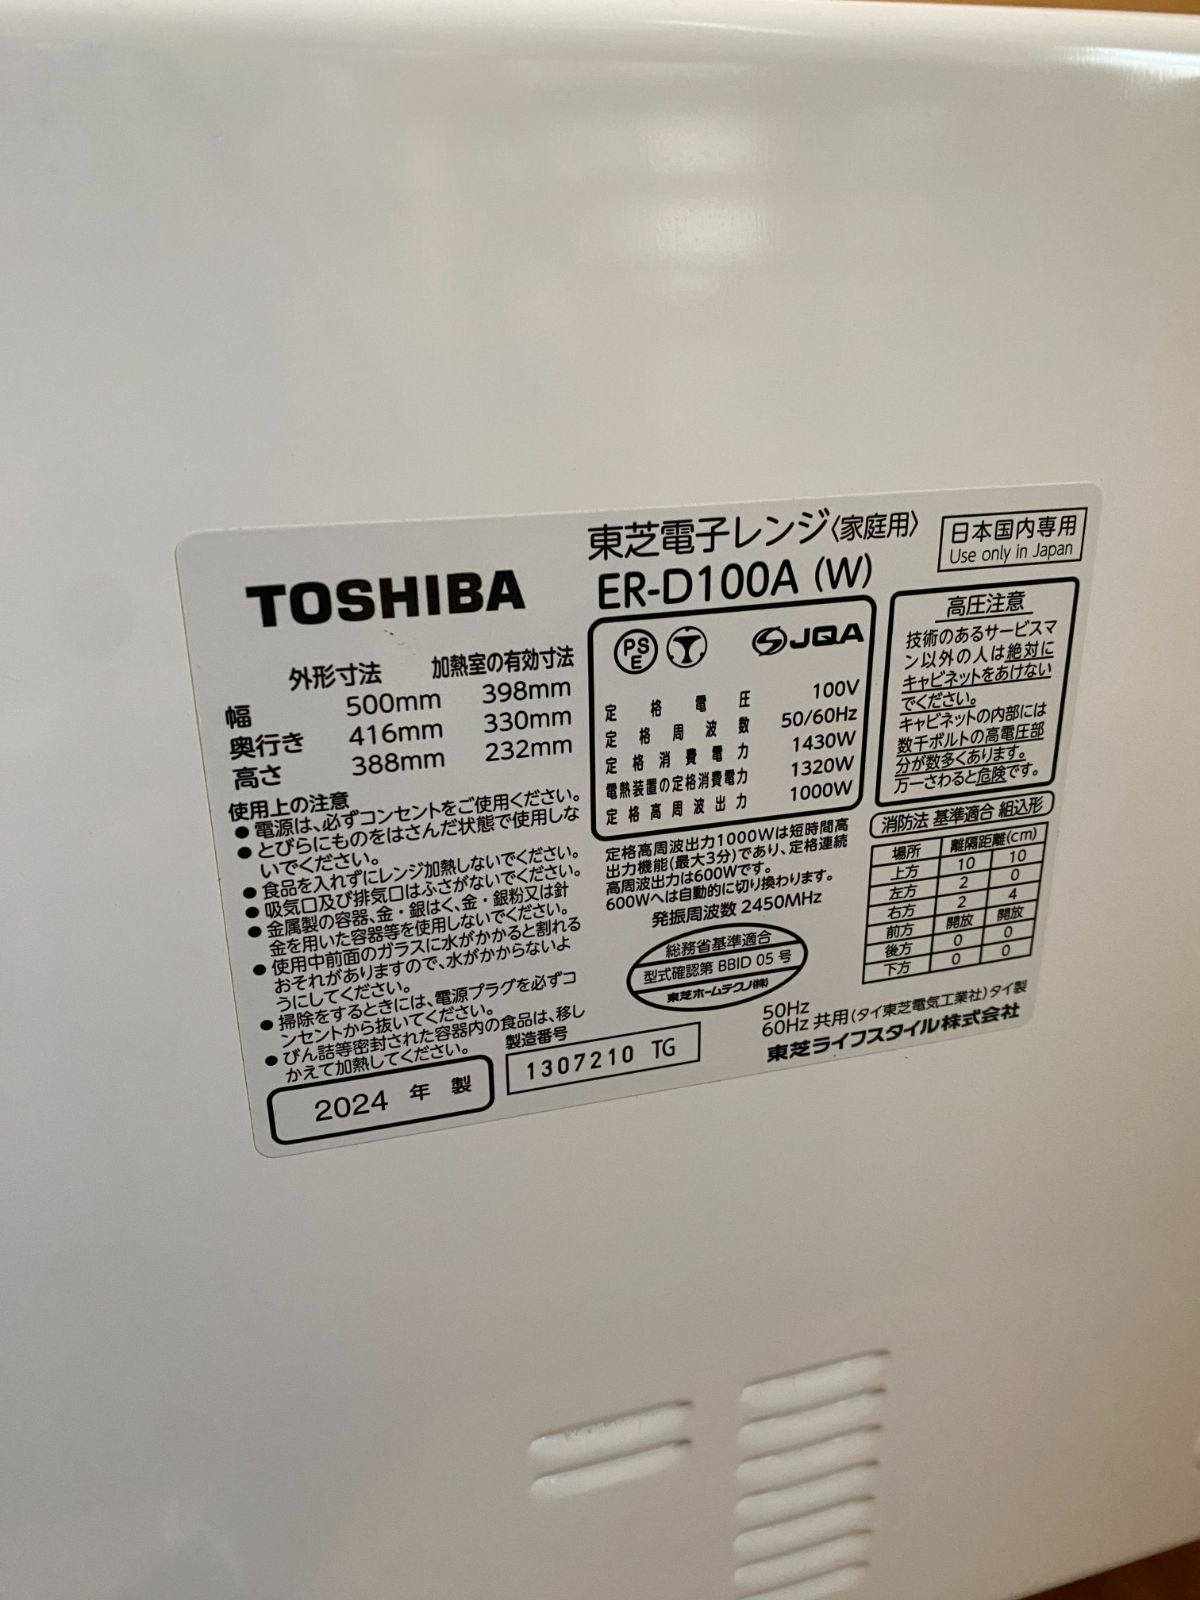 東芝電子レンジ〈家庭用〉
ER-D100A (W)
日本国内専用
Use only in Japan
TOSHIBA
外形寸法 加熱室の有効寸法
幅 500mm 398mm
奥行き 416mm 330mm
高さ 388mm 232mm
使用上の注意
● 電源は、必ずコンセントをご使用ください。
● とびらにものをはさんだ状態で使用しな
いでください。
● 食品を入れずにレンジ加熱しないでください。
● 吸気口及び排気口はふさがないでください。
● 金属製の容器、金・銀はく、金・銀粉又は針
金を用いた容器等を使用しないでください。
● 使用中前面のガラスに水がかかると割れる
おそれがありますので、水がかからないよ
うにしてください。
● 掃除をするときには、電源プラグを必ずコ
ンセントから抜いてください。
● びん詰等密封された容器内の食品は、移し
かえて加熱してください。
2024 年 製
製造番号
1307210 TG
PS
E
JQA
定格電圧 100V
定格周波数 50/60Hz
定格消費電力 1430W
電熱装置の定格消費電力 1320W
定格高周波出力 1000W
定格高周波出力1000Wは短時間高
出力機能(最大3分)であり、定格連続
高周波出力は600Wです。
600Wへは自動的に切り換わります。
発振周波数 2450MHz
総務省基準適合
型式確認第 BBID 05 号
東芝ホームテクノ(株)
高圧注意
技術のあるサービスマ
ン以外の人は絶対に
キャビネットをあけない
でください。
キャビネットの内部には
数千ボルトの高電圧部
分が数多くあります。
万一さわると危険です。
消防法 基準適合 組込形
場所 離隔距離(cm)
上方 10 10
左方 2 0
右方 2 4
前方 開放 開放
後方 0 0
下方 0 0
50Hz
60Hz 共用 (タイ東芝電気工業社) タイ製
東芝ライフスタイル株式会社